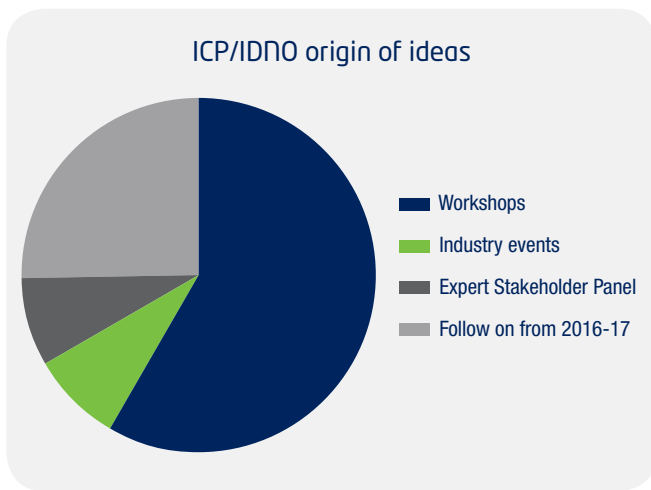 ICP/IDNO origin of ideas
Workshops
Industry events
Expert Stakeholder Panel
Follow on from 2016-17